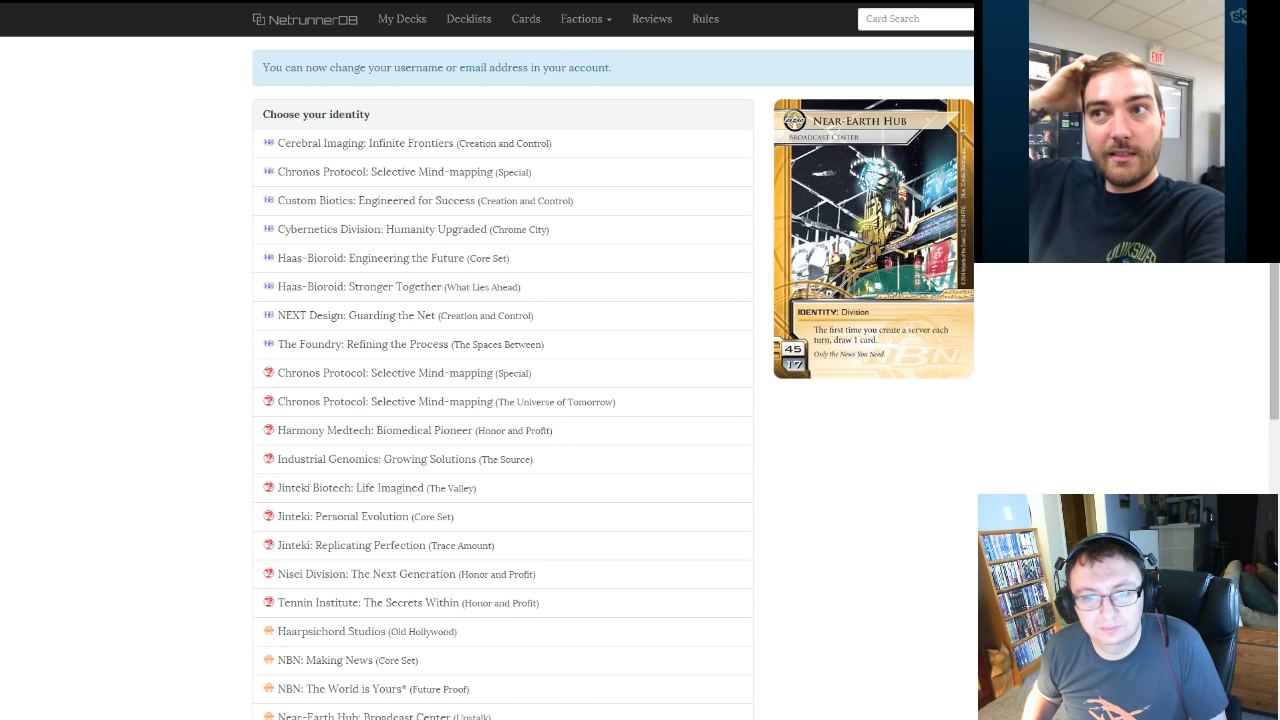 NETRUNNERDB My Decks Decklists Cards Factions Reviews Rules Card Search
You can now change your username or email address in your account.
Choose your identity
Cerebral Imaging: Infinite Frontiers (Creation and Control)
Chronos Protocol: Selective Mind-mapping (Special)
Custom Biotics: Engineered for Success (Creation and Control)
Cybernetics Division: Humanity Upgraded (Chrome City)
Haas-Bioroid: Engineering the Future (Core Set)
Haas-Bioroid: Stronger Together (What Lies Ahead)
NEXT Design: Guarding the Net (Creation and Control)
The Foundry: Refining the Process (The Spaces Between)
Chronos Protocol: Selective Mind-mapping (Special)
Chronos Protocol: Selective Mind-mapping (The Universe of Tomorrow)
Harmony Medtech: Biomedical Pioneer (Honor and Profit)
Industrial Genomics: Growing Solutions (The Source)
Jinteki Biotech: Life Imagined (The Valley)
Jinteki: Personal Evolution (Core Set)
Jinteki: Replicating Perfection (Trace Amount)
Nisei Division: The Next Generation (Honor and Profit)
Tennin Institute: The Secrets Within (Honor and Profit)
Haarpsichord Studios (Old Hollywood)
NBN: Making News (Core Set)
NBN: The World is Yours* (Future Proof)
Near-Earth Hub: Broadcast Center (Upstalk)
NEAR-EARTH HUB
BROADCAST CENTER
IDENTITY: Division
The first time you create a server each
turn, draw 1 card.
Only the News You Need.
45
17
NBN
EXIT
sk
QUIKSILVER